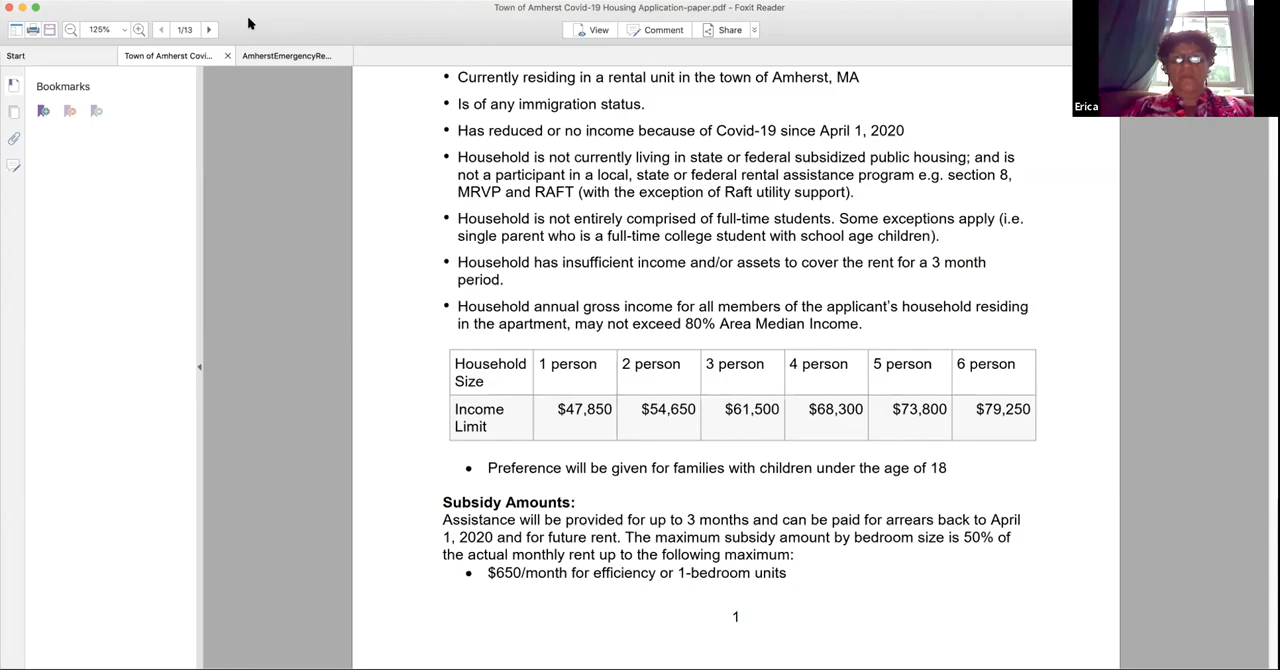 Town of Amherst Covid-19 Housing Application-paper.pdf - Foxit Reader
125%
1/13
View
Comment
Share
Start
Town of Amherst Covi...
AmherstEmergencyRe...
Bookmarks
Erica
• Currently residing in a rental unit in the town of Amherst, MA
• Is of any immigration status.
• Has reduced or no income because of Covid-19 since April 1, 2020
• Household is not currently living in state or federal subsidized public housing; and is
not a participant in a local, state or federal rental assistance program e.g. section 8,
MRVP and RAFT (with the exception of Raft utility support).
• Household is not entirely comprised of full-time students. Some exceptions apply (i.e.
single parent who is a full-time college student with school age children).
• Household has insufficient income and/or assets to cover the rent for a 3 month
period.
• Household annual gross income for all members of the applicant's household residing
in the apartment, may not exceed 80% Area Median Income.
Household Size 1 person 2 person 3 person 4 person 5 person 6 person
Income Limit $47,850 $54,650 $61,500 $68,300 $73,800 $79,250
• Preference will be given for families with children under the age of 18
Subsidy Amounts:
Assistance will be provided for up to 3 months and can be paid for arrears back to April
1, 2020 and for future rent. The maximum subsidy amount by bedroom size is 50% of
the actual monthly rent up to the following maximum:
• $650/month for efficiency or 1-bedroom units
1